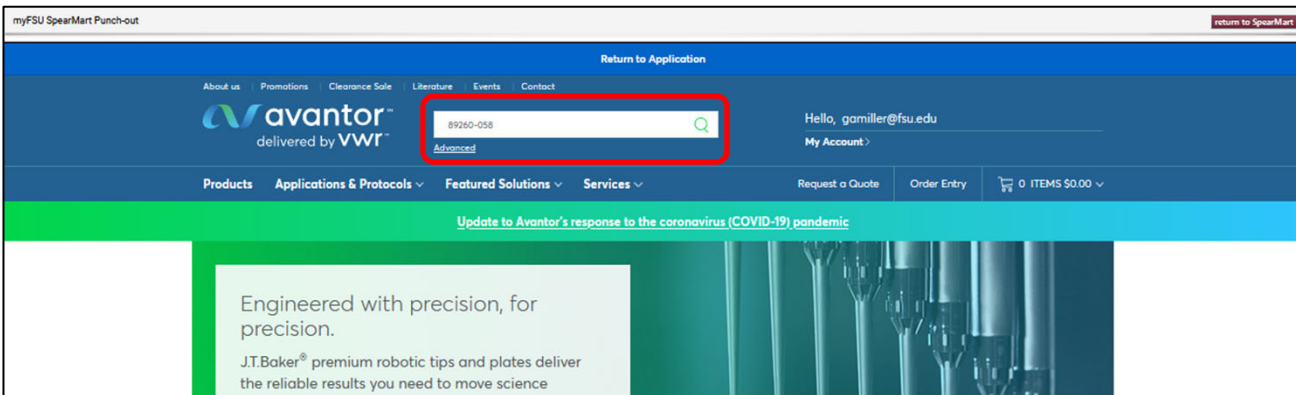 myFSU SpearMart Punch-out
return to SpearMart
Return to Application
About us Promotions Clearance Sale Literature Events Contact
avantor™
delivered by vwr™
89260-058
Advanced
Hello, gamiller@fsu.edu
My Account
Products Applications & Protocols Featured Solutions Services
Request a Quote Order Entry 0 ITEMS $0.00
Update to Avantor's response to the coronavirus (COVID-19) pandemic
Engineered with precision, for
precision.
J.T.Baker® premium robotic tips and plates deliver
the reliable results you need to move science